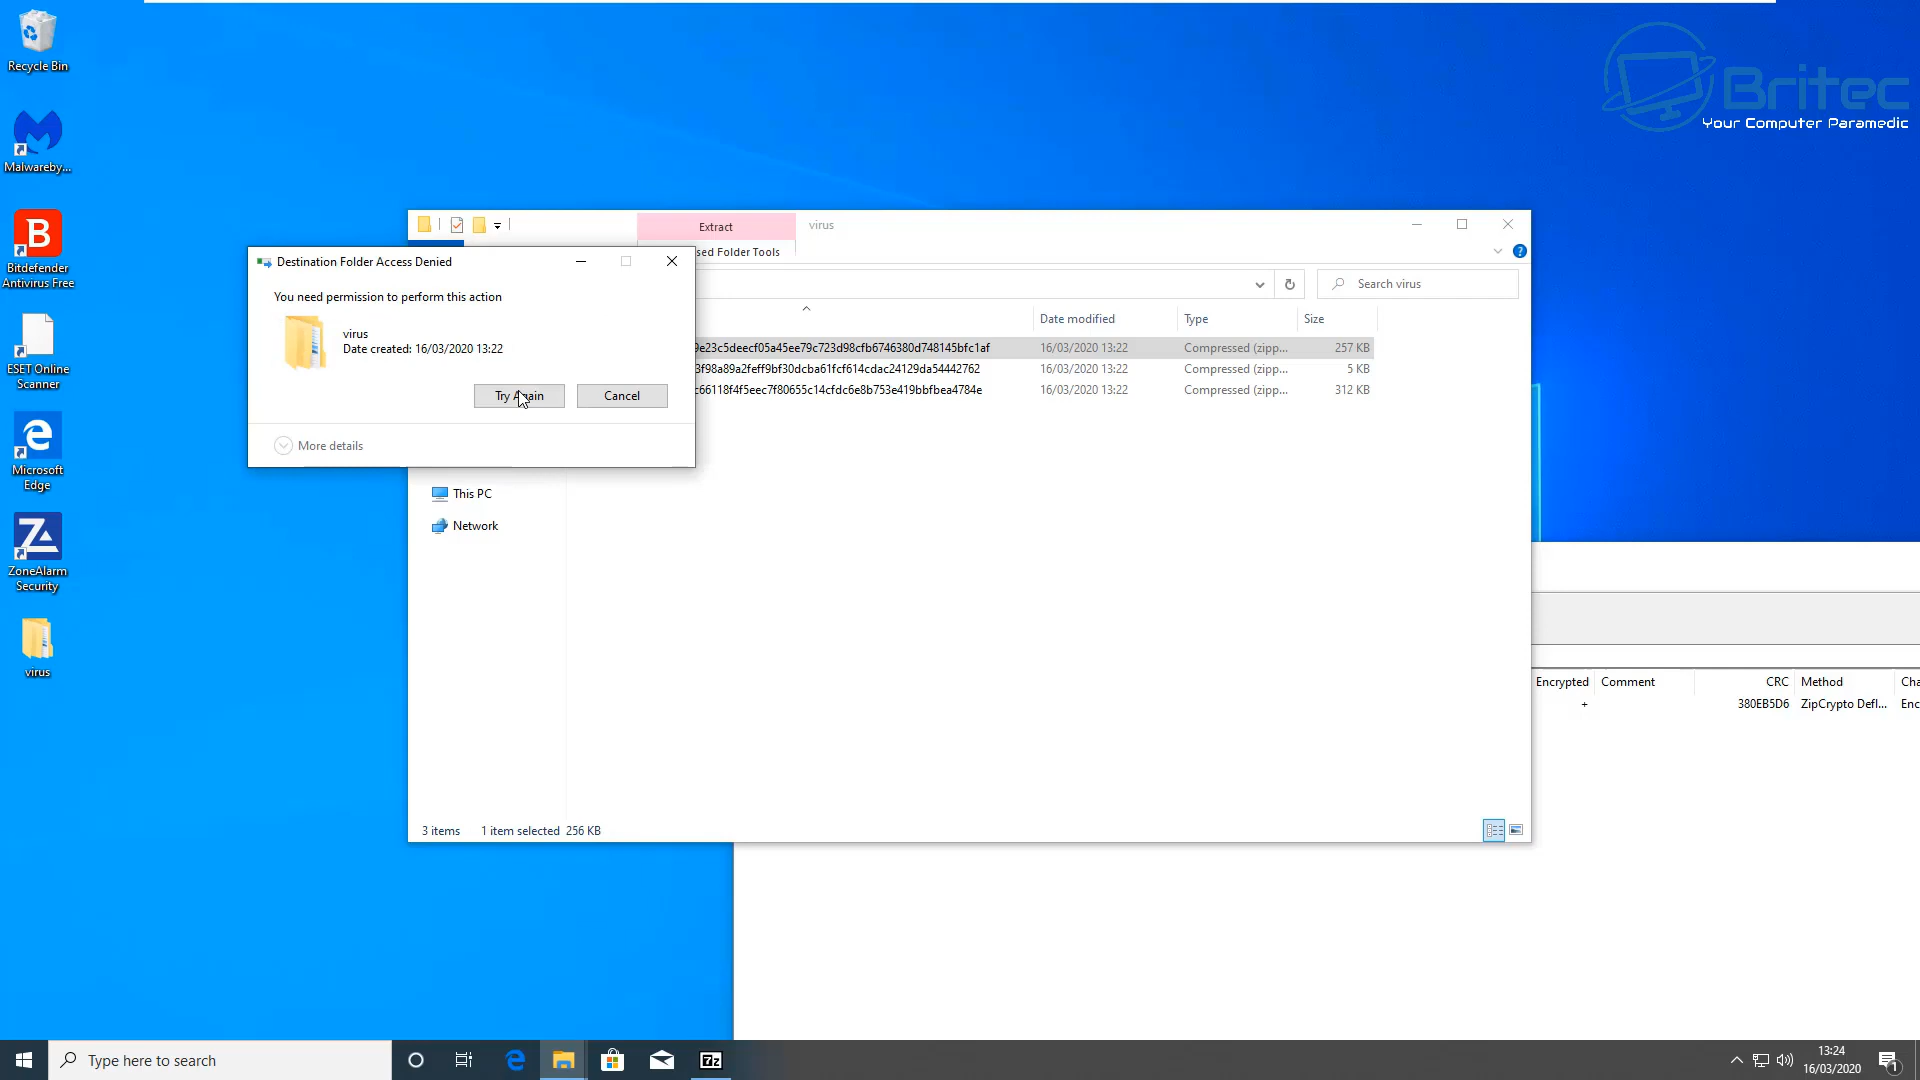 Recycle Bin
Malwareby...
Bitdefender
Antivirus Free
ESET Online
Scanner
Microsoft
Edge
ZoneAlarm
Security
virus
Britec
Your Computer Paramedic
Extract
virus
sed Folder Tools
Search virus
Destination Folder Access Denied
You need permission to perform this action
virus
Date created: 16/03/2020 13:22
Try Again
Cancel
More details
Date modified
Type
Size
9e23c5deecf05a45ee79c723d98cfb6746380d748145bfc1af
16/03/2020 13:22
Compressed (zipp...
257 KB
3f98a89a2feff9bf30dcba61fcf614cdac24129da54442762
16/03/2020 13:22
Compressed (zipp...
5 KB
c66118f4f5eec7f80655c14cfdc6e8b753e419bbfbea4784e
16/03/2020 13:22
Compressed (zipp...
312 KB
This PC
Network
3 items
1 item selected 256 KB
Encrypted
Comment
CRC
Method
Cha
+
380EB5D6
ZipCrypto Defl...
Enc
Type here to search
7z
13:24
16/03/2020
1